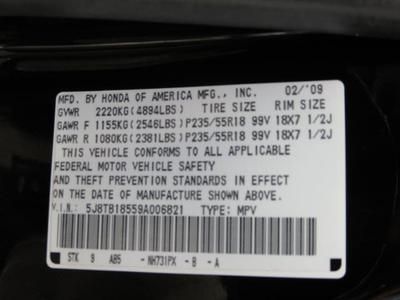 MFD. BY HONDA OF AMERICA MFG., INC. 02/'09
GVWR 2220KG(4894LBS) TIRE SIZE RIM SIZE
GAWR F 1155KG(2546LBS)P235/55R18 99V 18X7 1/2J
GAWR R 1080KG(2381LBS)P235/55R18 99V 18X7 1/2J
THIS VEHICLE CONFORMS TO ALL APPLICABLE
FEDERAL MOTOR VEHICLE SAFETY
AND THEFT PREVENTION STANDARDS IN EFFECT
ON THE DATE OF MANUFACTURE SHOWN ABOVE.
V.I.N.: 5J8TB18559A006821 TYPE: MPV
STK 9 AB5 -NH731PX -B -A